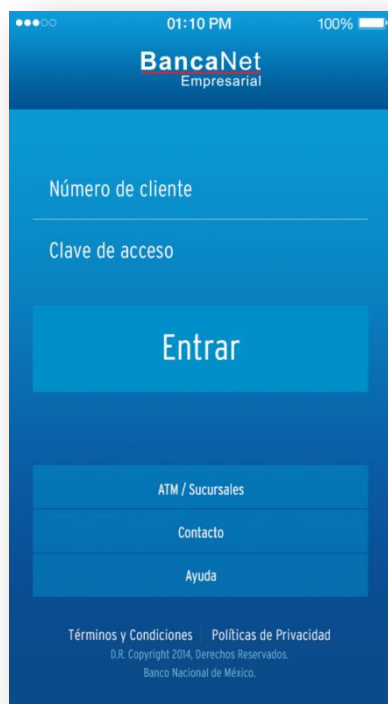 01:10 PM 100%
BancaNet
Empresarial
Número de cliente
Clave de acceso
Entrar
ATM / Sucursales
Contacto
Ayuda
Términos y Condiciones Políticas de Privacidad
D.R. Copyright 2014, Derechos Reservados.
Banco Nacional de México.